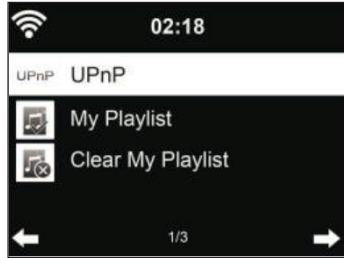 02:18
UPnP UPnP
My Playlist
Clear My Playlist
1/3